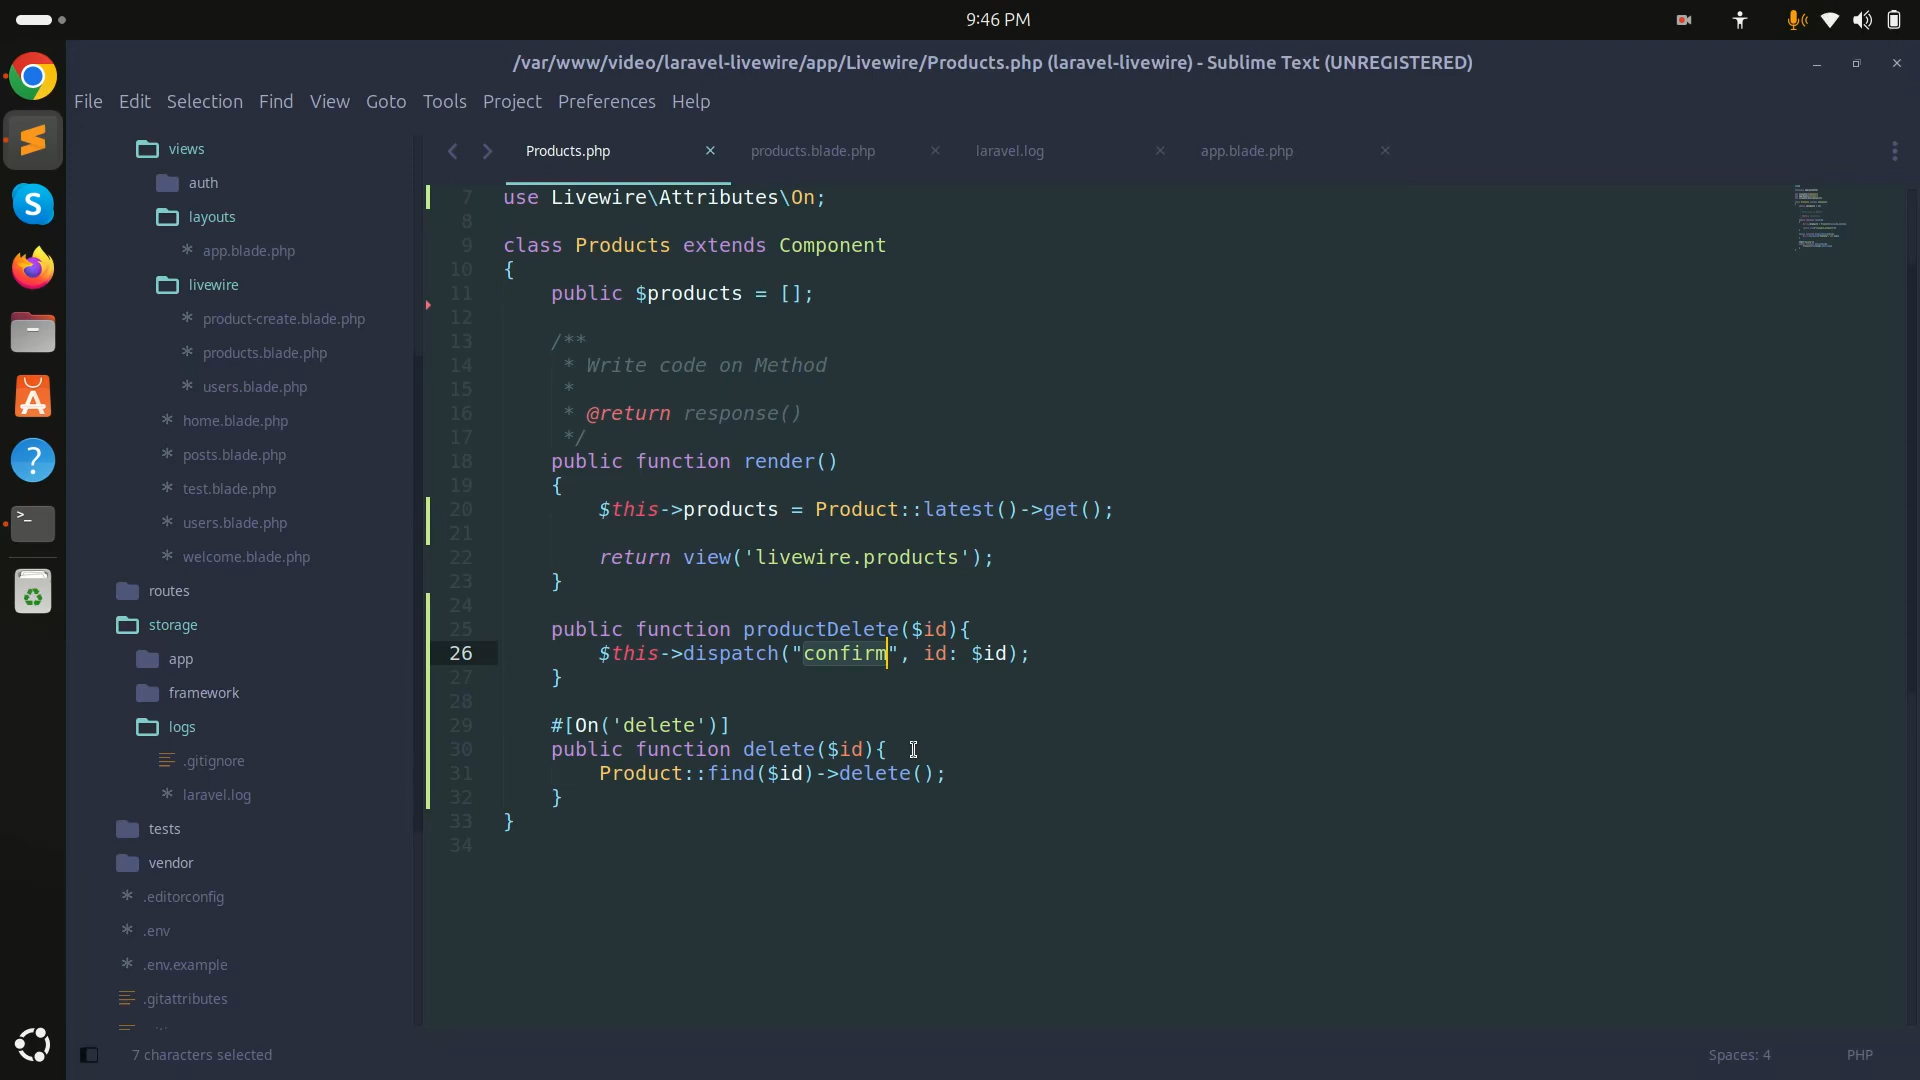 9:46 PM
/var/www/video/laravel-livewire/app/Livewire/Products.php (laravel-livewire) - Sublime Text (UNREGISTERED)
File Edit Selection Find View Goto Tools Project Preferences Help
views
auth
layouts
app.blade.php
livewire
product-create.blade.php
products.blade.php
users.blade.php
home.blade.php
posts.blade.php
test.blade.php
users.blade.php
welcome.blade.php
routes
storage
app
framework
logs
.gitignore
laravel.log
tests
vendor
.editorconfig
.env
.env.example
.gitattributes
Products.php products.blade.php laravel.log app.blade.php
7 use Livewire\Attributes\On;
8
9 class Products extends Component
10 {
11 public $products = [];
12
13 /**
14 * Write code on Method
15 *
16 * @return response()
17 */
18 public function render()
19 {
20 $this->products = Product::latest()->get();
21
22 return view('livewire.products');
23 }
24
25 public function productDelete($id){
26 $this->dispatch("confirm", id: $id);
27 }
28
29 #[On('delete')]
30 public function delete($id){
31 Product::find($id)->delete();
32 }
33 }
34
7 characters selected
Spaces: 4
PHP